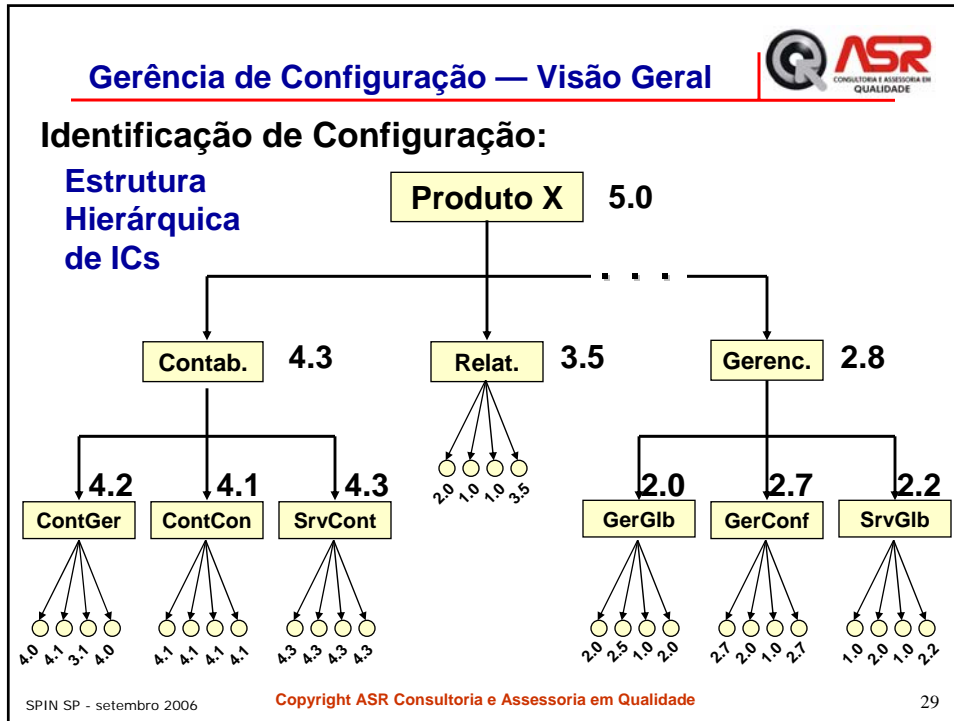 Gerência de Configuração — Visão Geral
ASR
CONSULTORIA E ASSESSORIA EM
QUALIDADE
Identificação de Configuração:
Estrutura
Hierárquica
de ICs
Produto X 5.0
. . .
Contab. 4.3 Relat. 3.5 Gerenc. 2.8
2.0 1.0 1.0 3.5
4.2 4.1 4.3 2.0 2.7 2.2
ContGer ContCon SrvCont GerGlb GerConf SrvGlb
4.0 4.1 3.1 4.0 4.1 4.1 4.1 4.1 4.3 4.3 4.3 4.3 2.0 2.5 1.0 2.0 2.7 2.0 1.0 2.7 1.0 2.0 1.0 2.2
SPIN SP - setembro 2006 Copyright ASR Consultoria e Assessoria em Qualidade 29